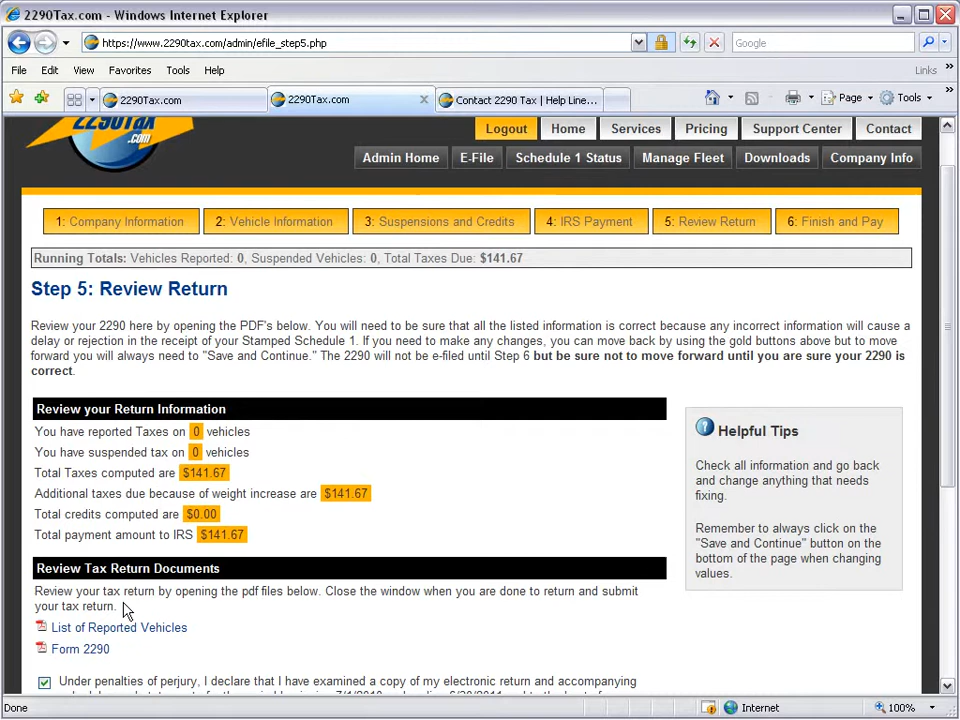 2290Tax.com - Windows Internet Explorer
https://www.2290tax.com/admin/efile_step5.php
Google
File Edit View Favorites Tools Help
Links »
2290Tax.com 2290Tax.com Contact 2290 Tax | Help Line...
Page Tools »
2290Tax
.com
Logout Home Services Pricing Support Center Contact
Admin Home E-File Schedule 1 Status Manage Fleet Downloads Company Info
1: Company Information 2: Vehicle Information 3: Suspensions and Credits 4: IRS Payment 5: Review Return 6: Finish and Pay
Running Totals: Vehicles Reported: 0, Suspended Vehicles: 0, Total Taxes Due: $141.67
Step 5: Review Return
Review your 2290 here by opening the PDF's below. You will need to be sure that all the listed information is correct because any incorrect information will cause a
delay or rejection in the receipt of your Stamped Schedule 1. If you need to make any changes, you can move back by using the gold buttons above but to move
forward you will always need to "Save and Continue." The 2290 will not be e-filed until Step 6 but be sure not to move forward until you are sure your 2290 is
correct.
Review your Return Information
You have reported Taxes on 0 vehicles
You have suspended tax on 0 vehicles
Total Taxes computed are $141.67
Additional taxes due because of weight increase are $141.67
Total credits computed are $0.00
Total payment amount to IRS $141.67
Helpful Tips
Check all information and go back
and change anything that needs
fixing.
Remember to always click on the
"Save and Continue" button on the
bottom of the page when changing
values.
Review Tax Return Documents
Review your tax return by opening the pdf files below. Close the window when you are done to return and submit
your tax return.
List of Reported Vehicles
Form 2290
Under penalties of perjury, I declare that I have examined a copy of my electronic return and accompanying
Done Internet 100%